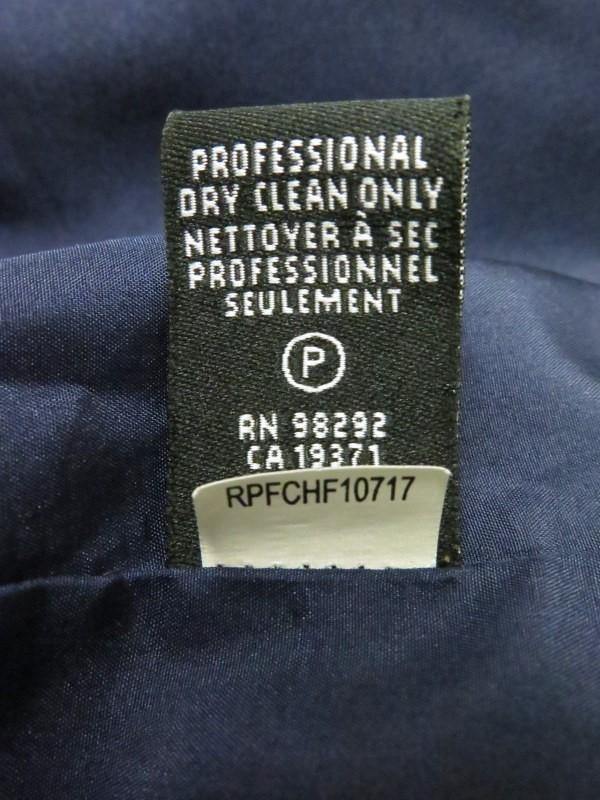 PROFESSIONAL
DRY CLEAN ONLY
NETTOYER À SEC
PROFESSIONNEL
SEULEMENT
P
RN 98292
CA 19371
RPFCHF10717